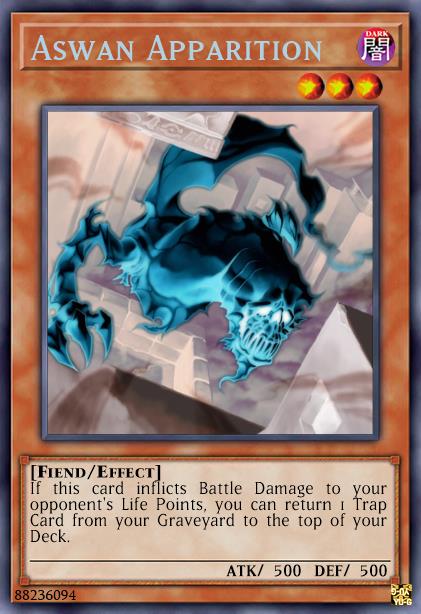 ASWAN APPARITION
DARK
闇
[FIEND/EFFECT]
If this card inflicts Battle Damage to your
opponent's Life Points, you can return 1 Trap
Card from your Graveyard to the top of your
Deck.
ATK/ 500 DEF/ 500
88236094